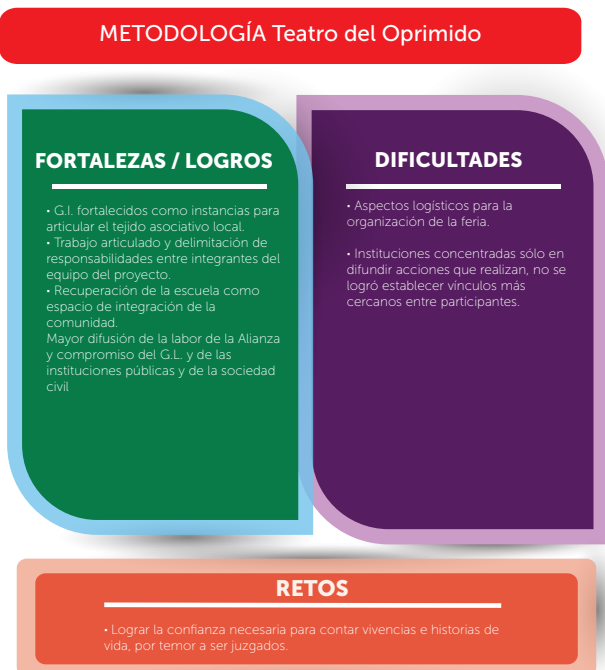 METODOLOGÍA Teatro del Oprimido
FORTALEZAS / LOGROS
• G.I. fortalecidos como instancias para
articular el tejido asociativo local.
• Trabajo articulado y delimitación de
responsabilidades entre integrantes del
equipo del proyecto.
• Recuperación de la escuela como
espacio de integración de la
comunidad.
Mayor difusión de la labor de la Alianza
y compromiso del G.L. y de las
instituciones públicas y de la sociedad
civil
DIFICULTADES
• Aspectos logísticos para la
organización de la feria.
• Instituciones concentradas sólo en
difundir acciones que realizan, no se
logró establecer vínculos más
cercanos entre participantes.
RETOS
• Lograr la confianza necesaria para contar vivencias e historias de
vida, por temor a ser juzgados.